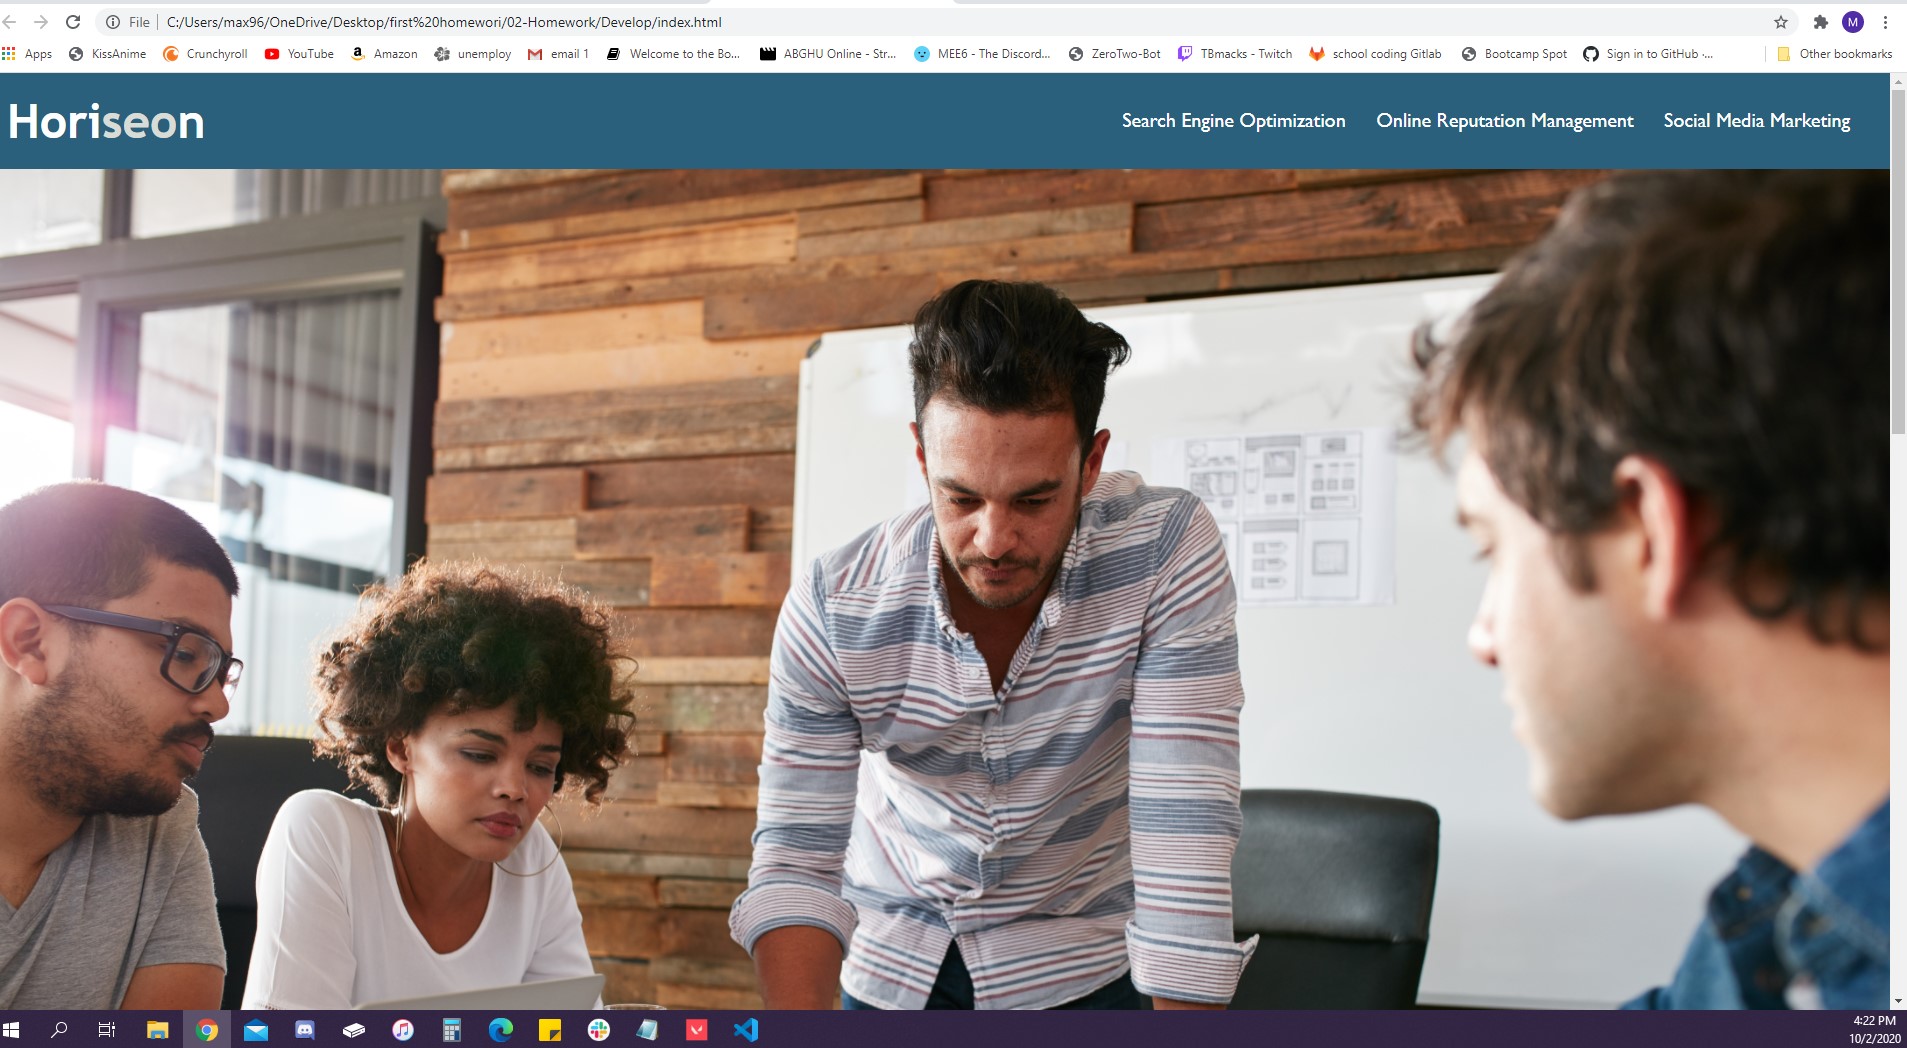 File | C:/Users/max96/OneDrive/Desktop/first%20homewori/02-Homework/Develop/index.html M
Apps KissAnime Crunchyroll YouTube Amazon unemploy email 1 Welcome to the Bo... ABGHU Online - Str... MEE6 - The Discord... ZeroTwo-Bot TBmacks - Twitch school coding Gitlab Bootcamp Spot Sign in to GitHub ·... Other bookmarks
Horiseon Search Engine Optimization Online Reputation Management Social Media Marketing
4:22 PM
10/2/2020